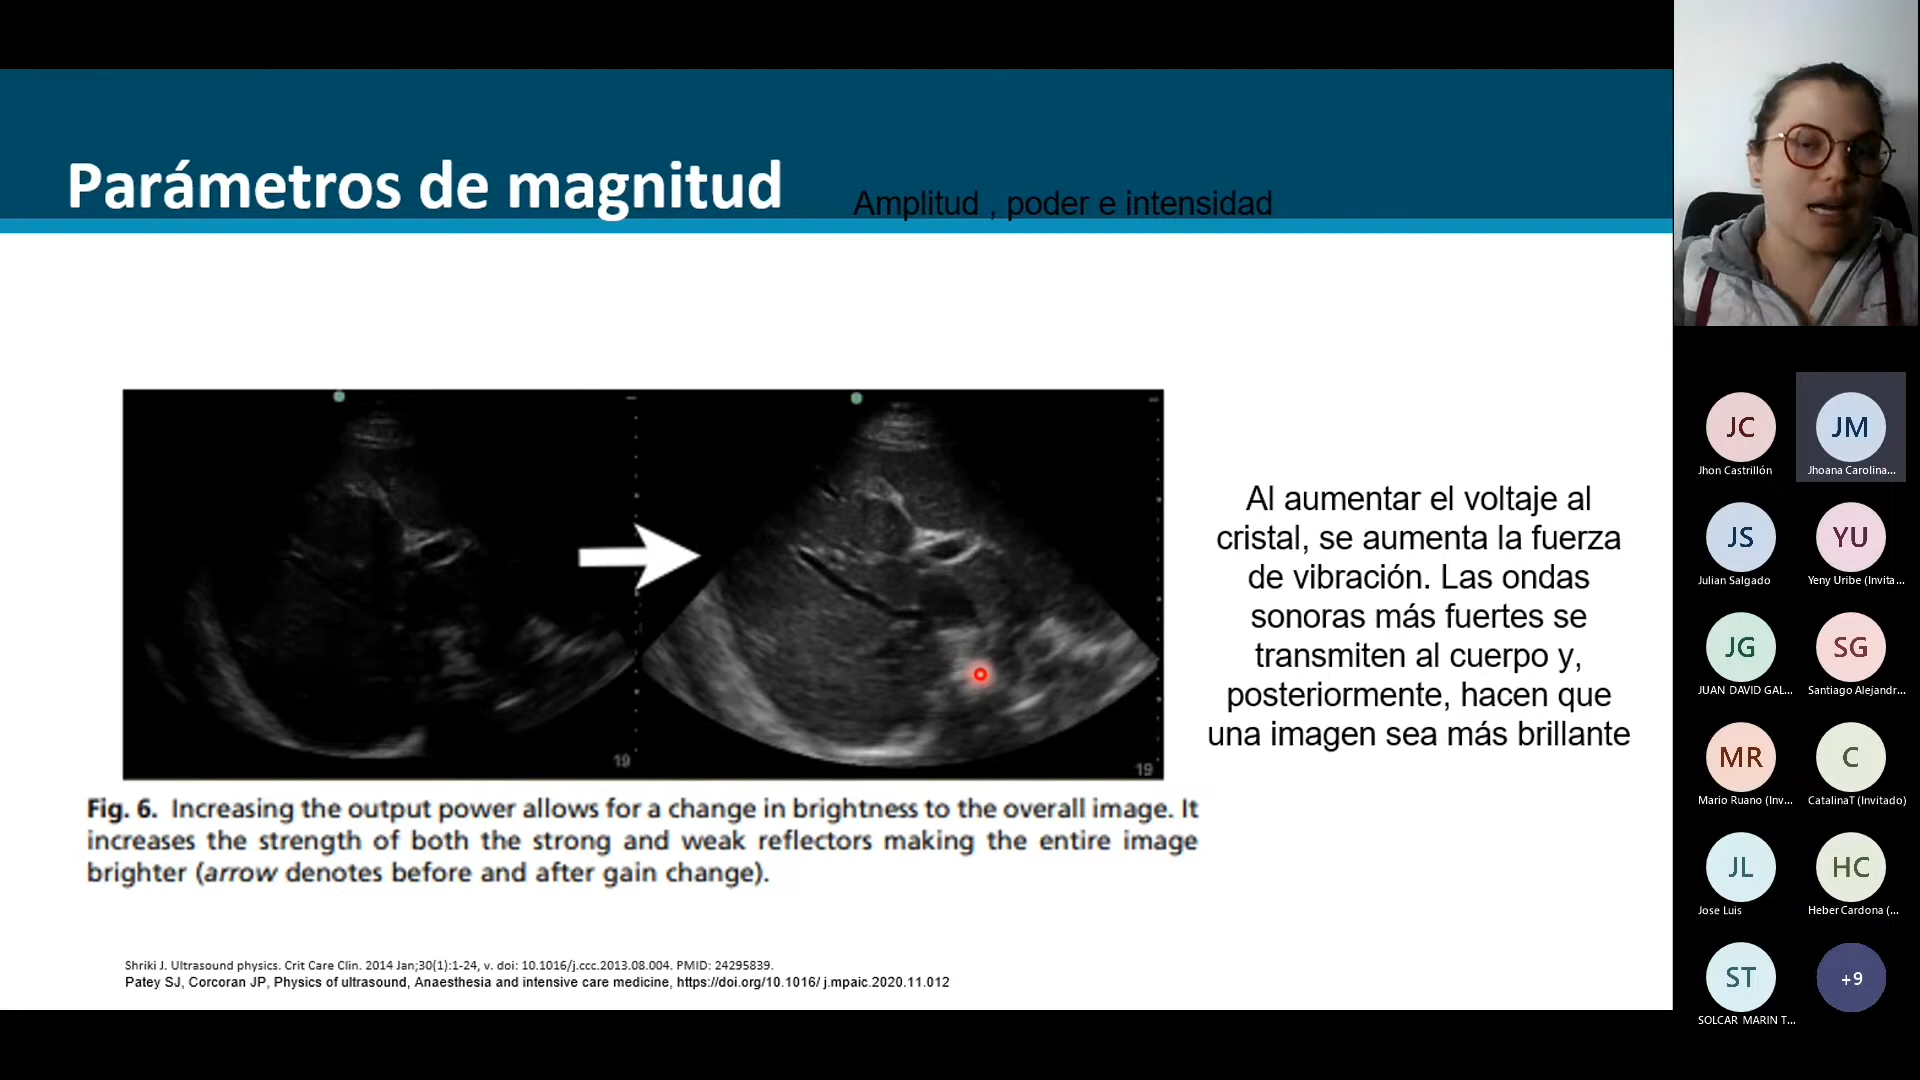 Parámetros de magnitud
Amplitud , poder e intensidad
Al aumentar el voltaje al
cristal, se aumenta la fuerza
de vibración. Las ondas
sonoras más fuertes se
transmiten al cuerpo y,
posteriormente, hacen que
una imagen sea más brillante
19
19
Fig. 6. Increasing the output power allows for a change in brightness to the overall image. It
increases the strength of both the strong and weak reflectors making the entire image
brighter (arrow denotes before and after gain change).
Shriki J. Ultrasound physics. Crit Care Clin. 2014 Jan;30(1):1-24, v. doi: 10.1016/j.ccc.2013.08.004. PMID: 24295839.
Patey SJ, Corcoran JP, Physics of ultrasound, Anaesthesia and intensive care medicine, https://doi.org/10.1016/ j.mpaic.2020.11.012
JC
Jhon Castrillón
JM
Jhoana Carolina...
JS
Julian Salgado
YU
Yeny Uribe (Invita...
JG
JUAN DAVID GAL...
SG
Santiago Alejandr...
MR
Mario Ruano (Inv...
C
CatalinaT (Invitado)
JL
Jose Luis
HC
Heber Cardona (...
ST
SOLCAR MARIN T...
+9